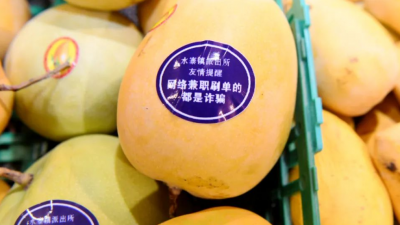 水寨镇派出所
友情提醒
网络兼职刷单的
都是诈骗